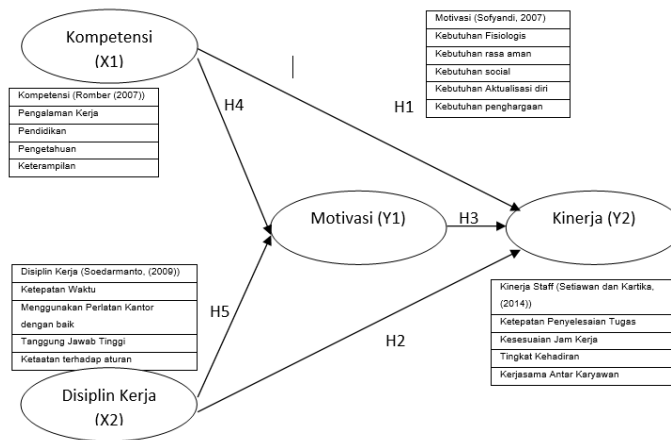 Kompetensi
(X1)
Kompetensi (Romber (2007))
Pengalaman Kerja
Pendidikan
Pengetahuan
Keterampilan
Motivasi (Sofyandi, 2007)
Kebutuhan Fisiologis
Kebutuhan rasa aman
Kebutuhan social
Kebutuhan Aktualisasi diri
Kebutuhan penghargaan
H4
H1
Motivasi (Y1)
H3
Kinerja (Y2)
Disiplin Kerja (Soedarmanto, (2009))
Ketepatan Waktu
Menggunakan Perlatan Kantor
dengan baik
Tanggung Jawab Tinggi
Ketaatan terhadap aturan
H5
H2
Kinerja Staff (Setiawan dan Kartika,
(2014))
Ketepatan Penyelesaian Tugas
Kesesuaian Jam Kerja
Tingkat Kehadiran
Kerjasama Antar Karyawan
Disiplin Kerja
(X2)